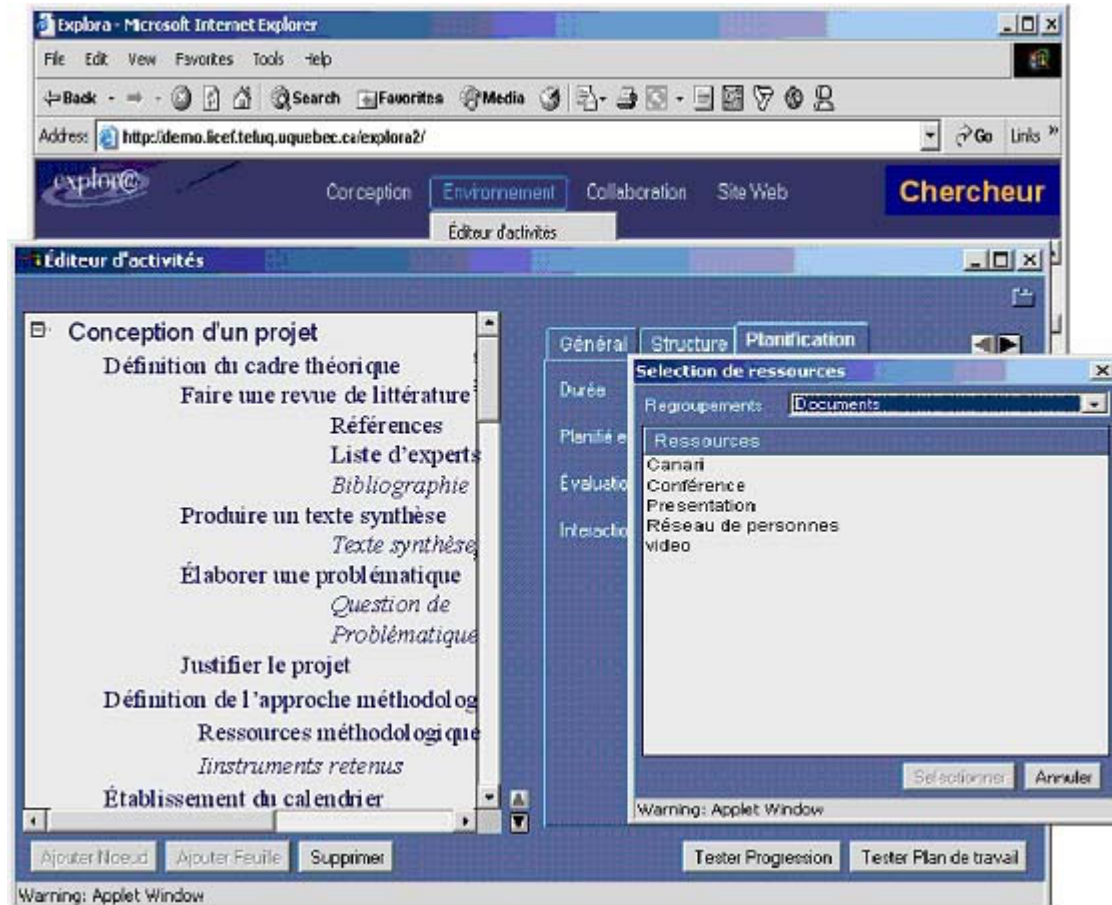 Explora - Microsoft Internet Explorer
File Edit View Favorites Tools Help
Back Search Favorites Media
Address http://demo.licef.teluq.uquebec.ca/explora2/ Go Links »
explor@ Conception Environnement Collaboration Site Web Chercheur
Éditeur d'activités
Éditeur d'activités
Conception d'un projet
Définition du cadre théorique
Faire une revue de littérature
Références
Liste d'experts
Bibliographie
Produire un texte synthèse
Texte synthèse
Élaborer une problématique
Question de
Problématique
Justifier le projet
Définition de l'approche méthodolog
Ressources méthodologique
Iinstruments retenus
Établissement du calendrier
Ajouter Noeud Ajouter Feuille Supprimer
Général Structure Planification
Durée
Planifié e
Évaluatio
Interactio
Selection de ressources
Regroupements Documents
Ressources
Canari
Conférence
Presentation
Réseau de personnes
video
Selectionner Annuler
Warning: Applet Window
Tester Progression Tester Plan de travail
Warning: Applet Window